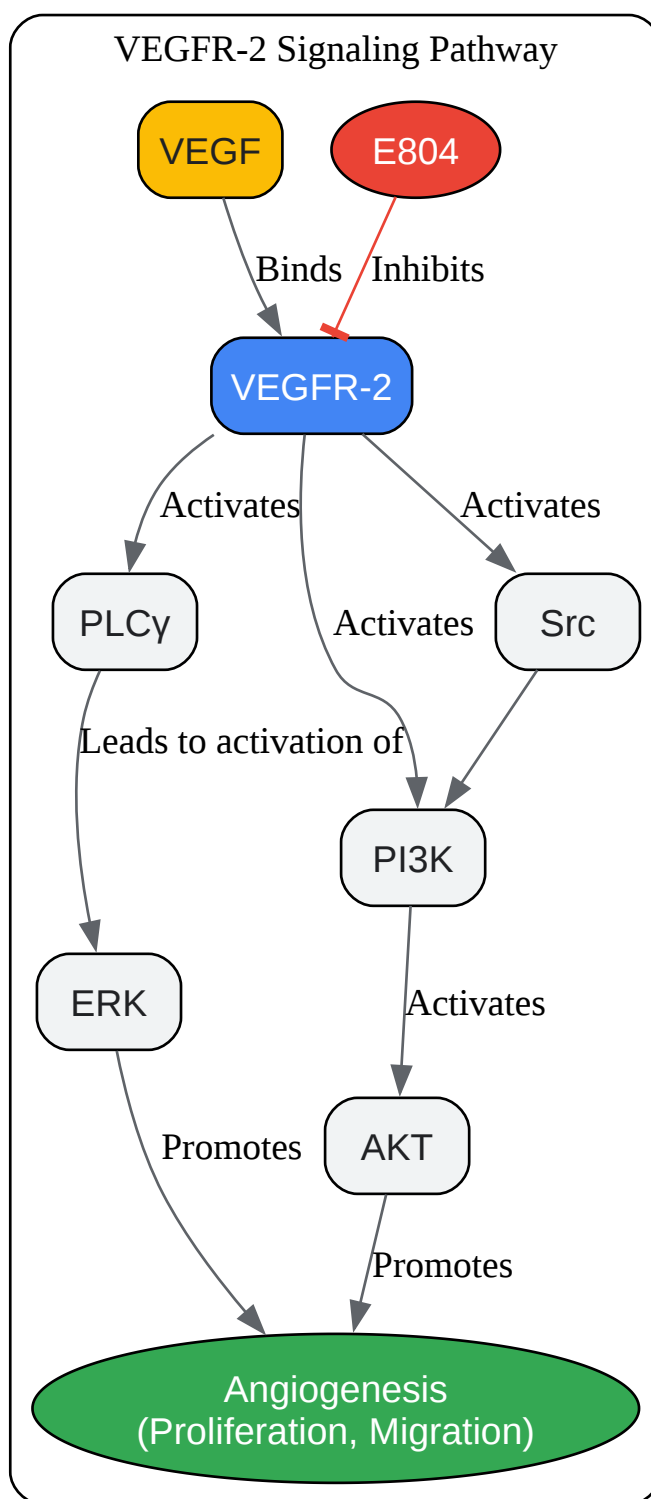 VEGFR-2 Signaling Pathway
VEGF
E804
Binds
Inhibits
VEGFR-2
Activates
Activates
PLCγ
Activates
Src
Leads to activation of
PI3K
ERK
Activates
Promotes
AKT
Promotes
Angiogenesis
(Proliferation, Migration)